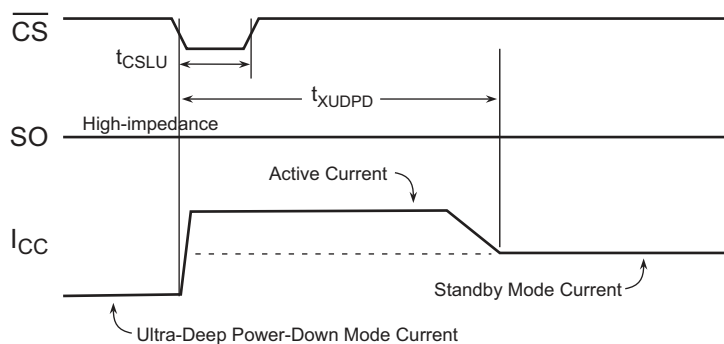 CS
tCSLU
tXUDPD
High-impedance
SO
Active Current
ICC
Standby Mode Current
Ultra-Deep Power-Down Mode Current